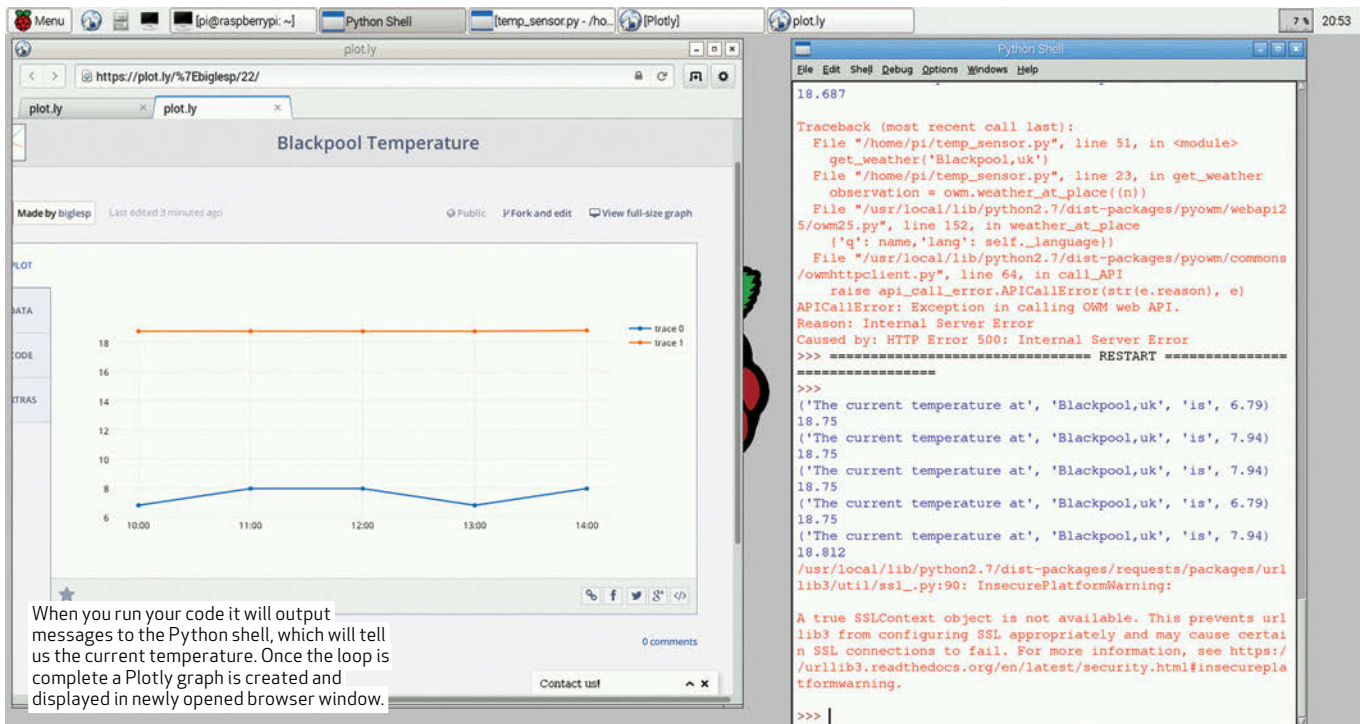 Menu
[pi@raspberrypi: ~]
Python Shell
[temp_sensor.py - /ho...
[Plotly]
plot.ly
7 %
20:53
plot.ly
https://plot.ly/%7Ebiglesp/22/
plot.ly
plot.ly
Blackpool Temperature
Made by biglesp
Last edited 3 minutes ago
Public
Fork and edit
View full-size graph
PLOT
DATA
CODE
TRAS
18
16
14
12
10
8
6
10:00
11:00
12:00
13:00
14:00
trace 0
trace 1
0 comments
Contact us!
When you run your code it will output
messages to the Python shell, which will tell
us the current temperature. Once the loop is
complete a Plotly graph is created and
displayed in newly opened browser window.
Python Shell
File Edit Shell Debug Options Windows Help
18.687
Traceback (most recent call last):
File "/home/pi/temp_sensor.py", line 51, in <module>
get_weather('Blackpool,uk')
File "/home/pi/temp_sensor.py", line 23, in get_weather
observation = owm.weather_at_place((n))
File "/usr/local/lib/python2.7/dist-packages/pyowm/webapi2
5/owm25.py", line 152, in weather_at_place
{'q': name,'lang': self._language})
File "/usr/local/lib/python2.7/dist-packages/pyowm/commons
/owmhttpclient.py", line 64, in call_API
raise api_call_error.APICallError(str(e.reason), e)
APICallError: Exception in calling OWM web API.
Reason: Internal Server Error
Caused by: HTTP Error 500: Internal Server Error
>>> ================================ RESTART ===============
=================
>>>
('The current temperature at', 'Blackpool,uk', 'is', 6.79)
18.75
('The current temperature at', 'Blackpool,uk', 'is', 7.94)
18.75
('The current temperature at', 'Blackpool,uk', 'is', 7.94)
18.75
('The current temperature at', 'Blackpool,uk', 'is', 6.79)
18.75
('The current temperature at', 'Blackpool,uk', 'is', 7.94)
18.812
/usr/local/lib/python2.7/dist-packages/requests/packages/url
lib3/util/ssl_.py:90: InsecurePlatformWarning:
A true SSLContext object is not available. This prevents url
lib3 from configuring SSL appropriately and may cause certai
n SSL connections to fail. For more information, see https:/
/urllib3.readthedocs.org/en/latest/security.html#insecurepla
tformwarning.
>>>